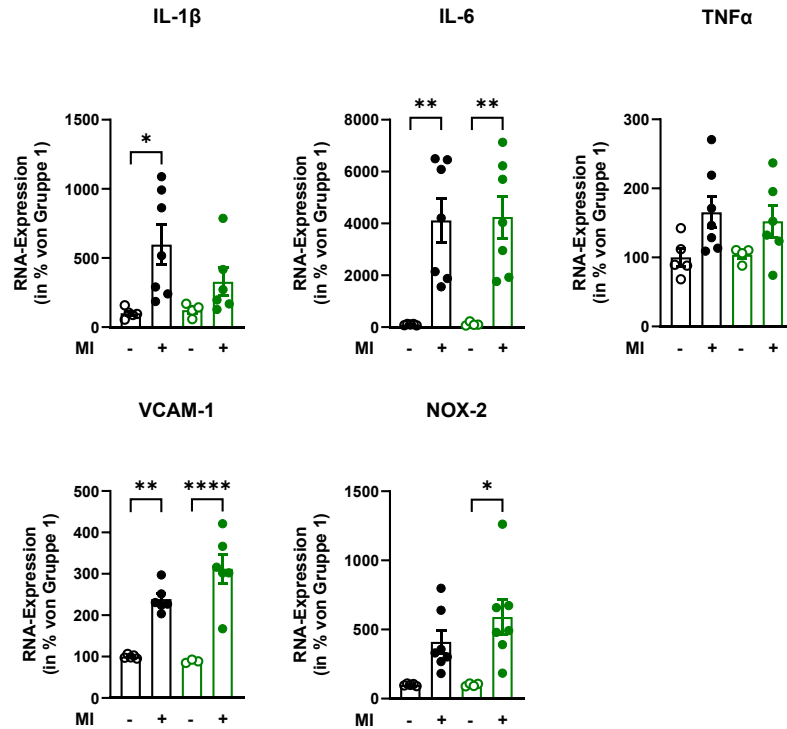 IL-1β
IL-6
TNFα
RNA-Expression
(in % von Gruppe 1)
1500
1000
500
0
*
MI - + - +
RNA-Expression
(in % von Gruppe 1)
8000
6000
4000
2000
0
** **
MI - + - +
RNA-Expression
(in % von Gruppe 1)
300
200
100
0
MI - + - +
VCAM-1
NOX-2
RNA-Expression
(in % von Gruppe 1)
500
400
300
200
100
0
** ****
MI - + - +
RNA-Expression
(in % von Gruppe 1)
1500
1000
500
0
*
MI - + - +